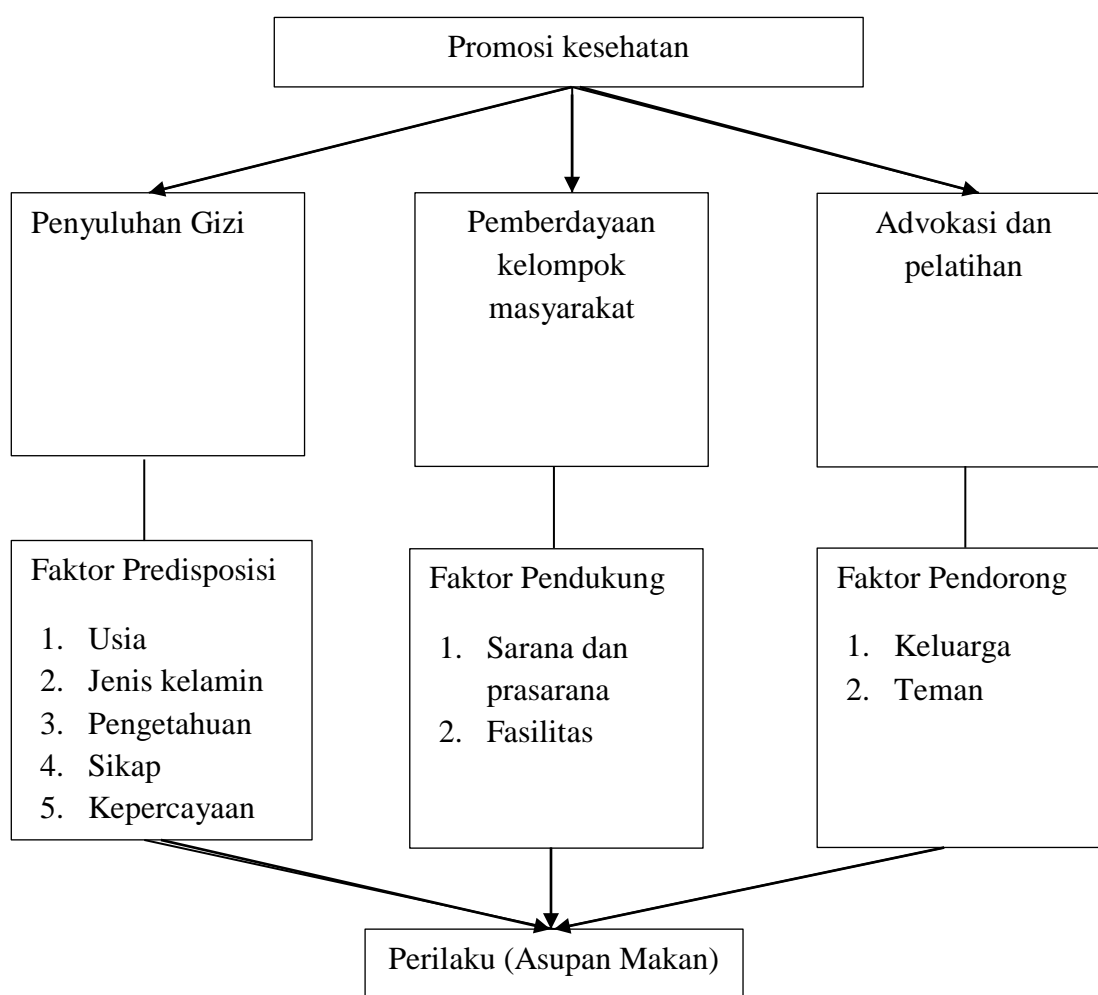 Promosi kesehatan
Penyuluhan Gizi
Pemberdayaan
kelompok
masyarakat
Advokasi dan
pelatihan
Faktor Predisposisi
1. Usia
2. Jenis kelamin
3. Pengetahuan
4. Sikap
5. Kepercayaan
Faktor Pendukung
1. Sarana dan
prasarana
2. Fasilitas
Faktor Pendorong
1. Keluarga
2. Teman
Perilaku (Asupan Makan)